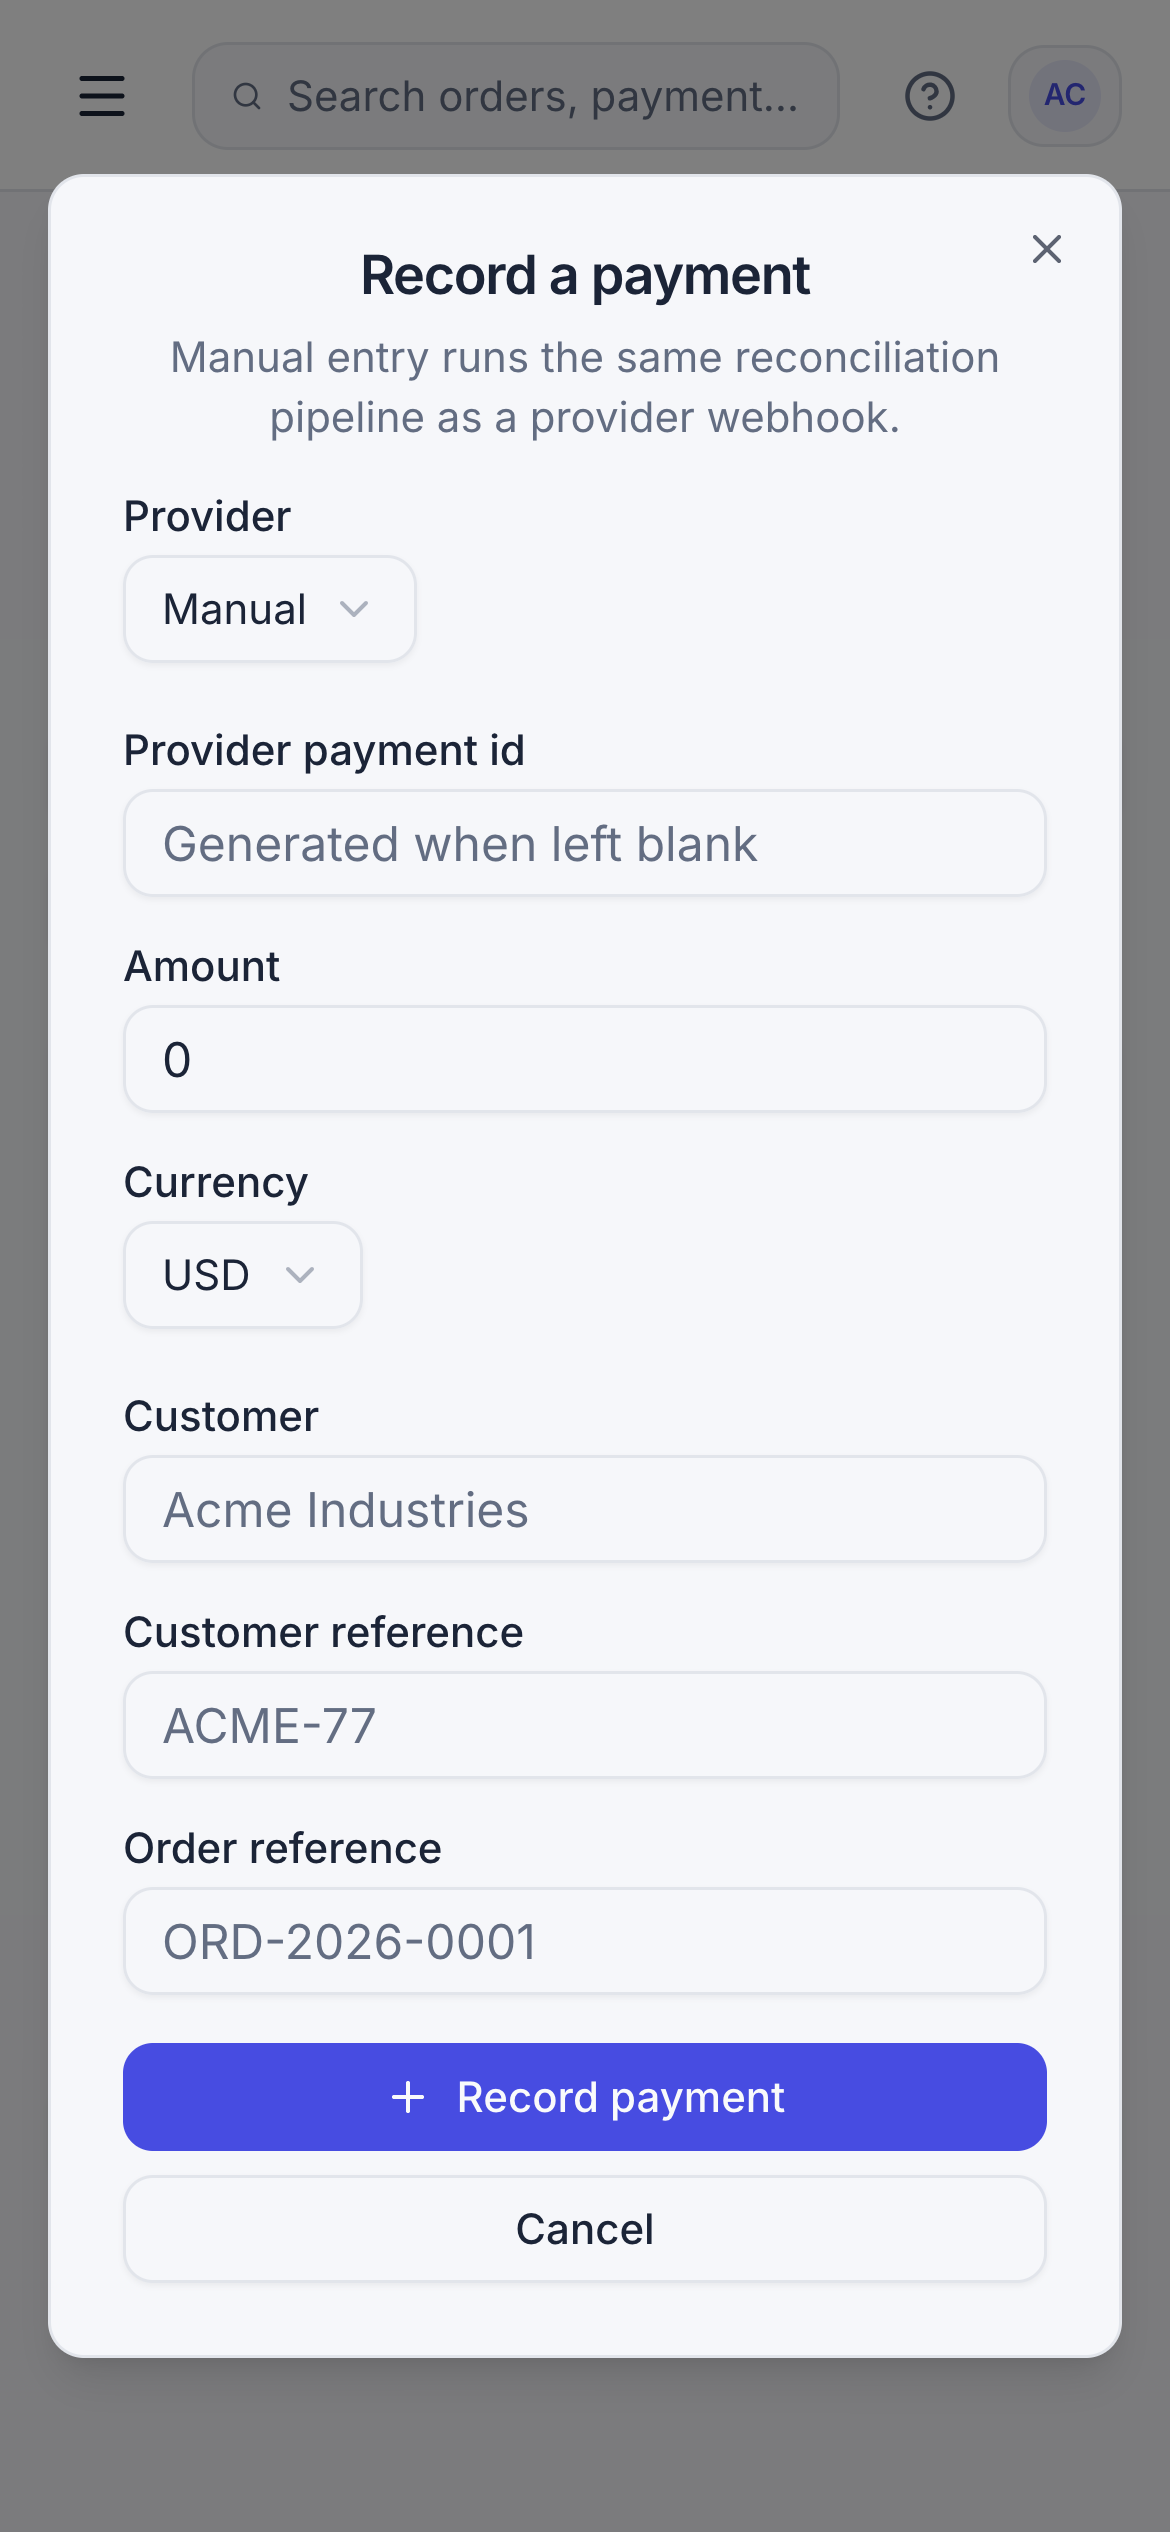 Search orders, payment...
AC
Record a payment
Manual entry runs the same reconciliation
pipeline as a provider webhook.
Provider
Manual
Provider payment id
Generated when left blank
Amount
0
Currency
USD
Customer
Acme Industries
Customer reference
ACME-77
Order reference
ORD-2026-0001
Record payment
Cancel